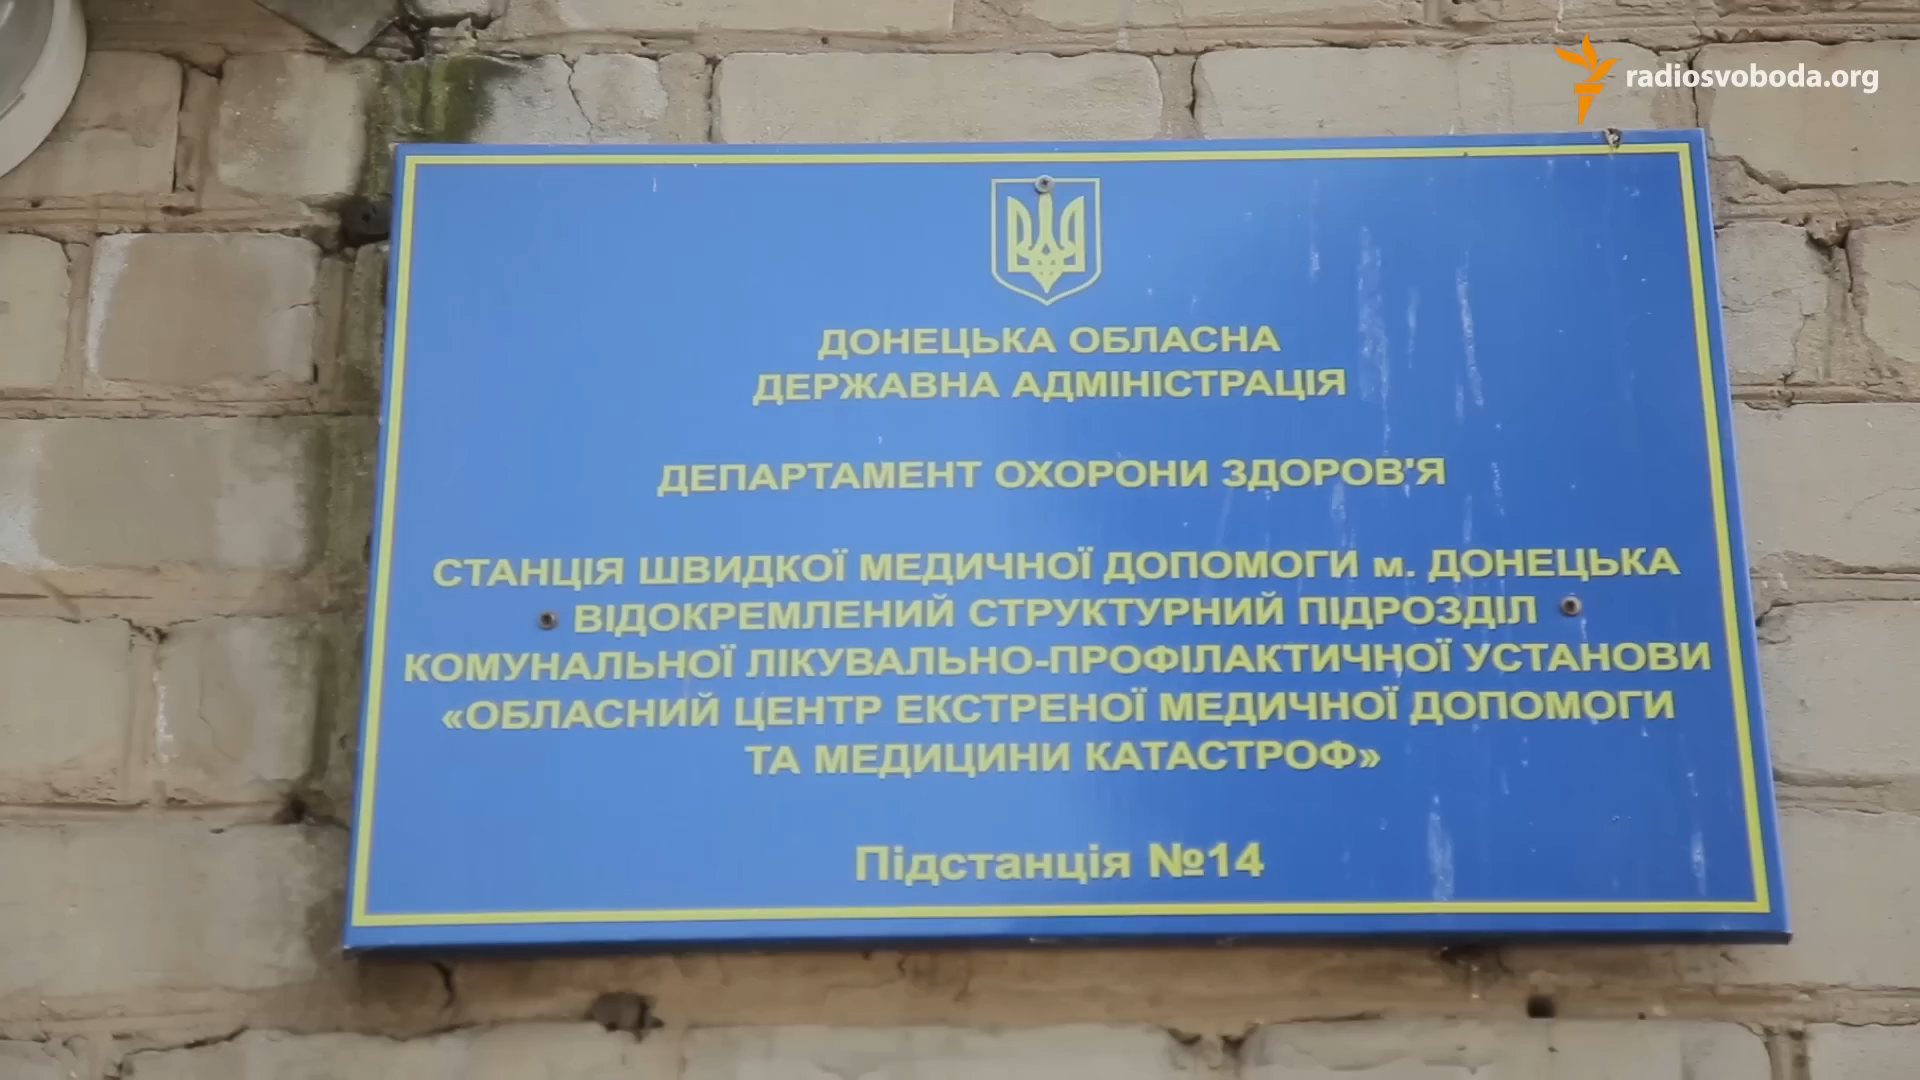 radiosvoboda.org
ДОНЕЦЬКА ОБЛАСНА
ДЕРЖАВНА АДМІНІСТРАЦІЯ
ДЕПАРТАМЕНТ ОХОРОНИ ЗДОРОВ'Я
СТАНЦІЯ ШВИДКОЇ МЕДИЧНОЇ ДОПОМОГИ м. ДОНЕЦЬКА
ВІДОКРЕМЛЕНИЙ СТРУКТУРНИЙ ПІДРОЗДІЛ
КОМУНАЛЬНОЇ ЛІКУВАЛЬНО-ПРОФІЛАКТИЧНОЇ УСТАНОВИ
«ОБЛАСНИЙ ЦЕНТР ЕКСТРЕНОЇ МЕДИЧНОЇ ДОПОМОГИ
ТА МЕДИЦИНИ КАТАСТРОФ»
Підстанція №14